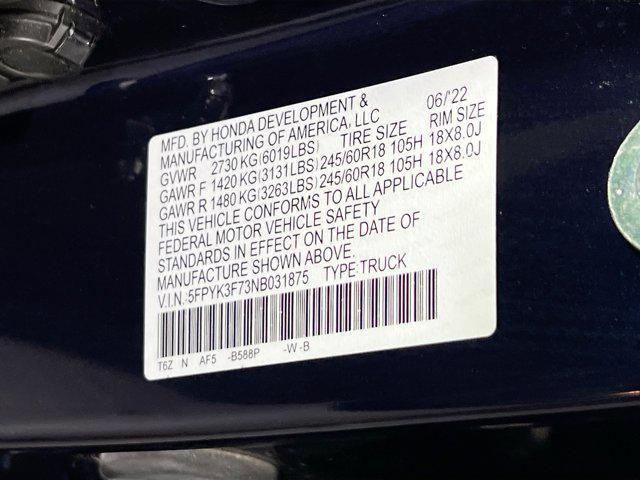 MFD. BY HONDA DEVELOPMENT & 06/'22
MANUFACTURING OF AMERICA, LLC
GVWR 2730 KG(6019LBS) TIRE SIZE RIM SIZE
GAWR F 1420 KG(3131LBS) 245/60R18 105H 18X8.0J
GAWR R 1480 KG(3263LBS) 245/60R18 105H 18X8.0J
THIS VEHICLE CONFORMS TO ALL APPLICABLE
FEDERAL MOTOR VEHICLE SAFETY
STANDARDS IN EFFECT ON THE DATE OF
MANUFACTURE SHOWN ABOVE.
V.I.N.:5FPYK3F73NB031875 TYPE:TRUCK
T6Z N AF5 -B588P -W-B